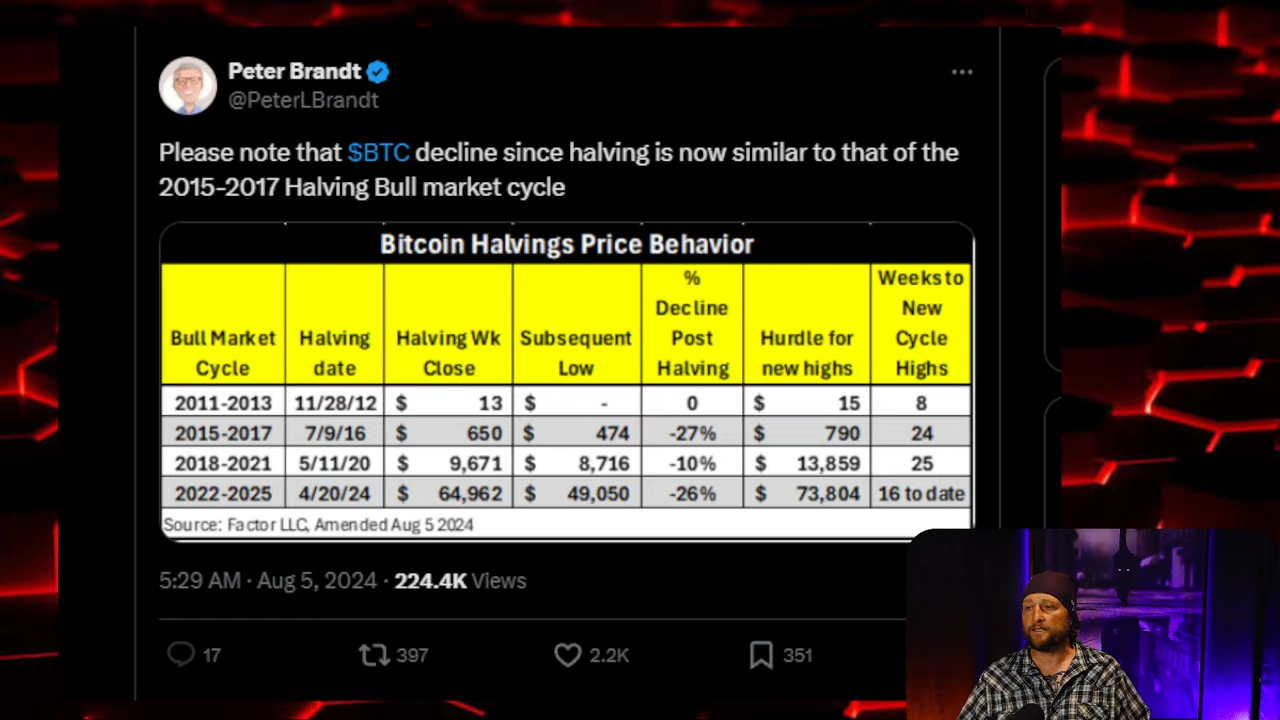 Peter Brandt
@PeterLBrandt
Please note that $BTC decline since halving is now similar to that of the
2015-2017 Halving Bull market cycle
Bitcoin Halvings Price Behavior
Bull Market Cycle | Halving date | Halving Wk Close | Subsequent Low | % Decline Post Halving | Hurdle for new highs | Weeks to New Cycle Highs
2011-2013 | 11/28/12 | $ 13 | $ - | 0 | $ 15 | 8
2015-2017 | 7/9/16 | $ 650 | $ 474 | -27% | $ 790 | 24
2018-2021 | 5/11/20 | $ 9,671 | $ 8,716 | -10% | $ 13,859 | 25
2022-2025 | 4/20/24 | $ 64,962 | $ 49,050 | -26% | $ 73,804 | 16 to date
Source: Factor LLC, Amended Aug 5 2024
5:29 AM · Aug 5, 2024 · 224.4K Views
17 397 2.2K 351